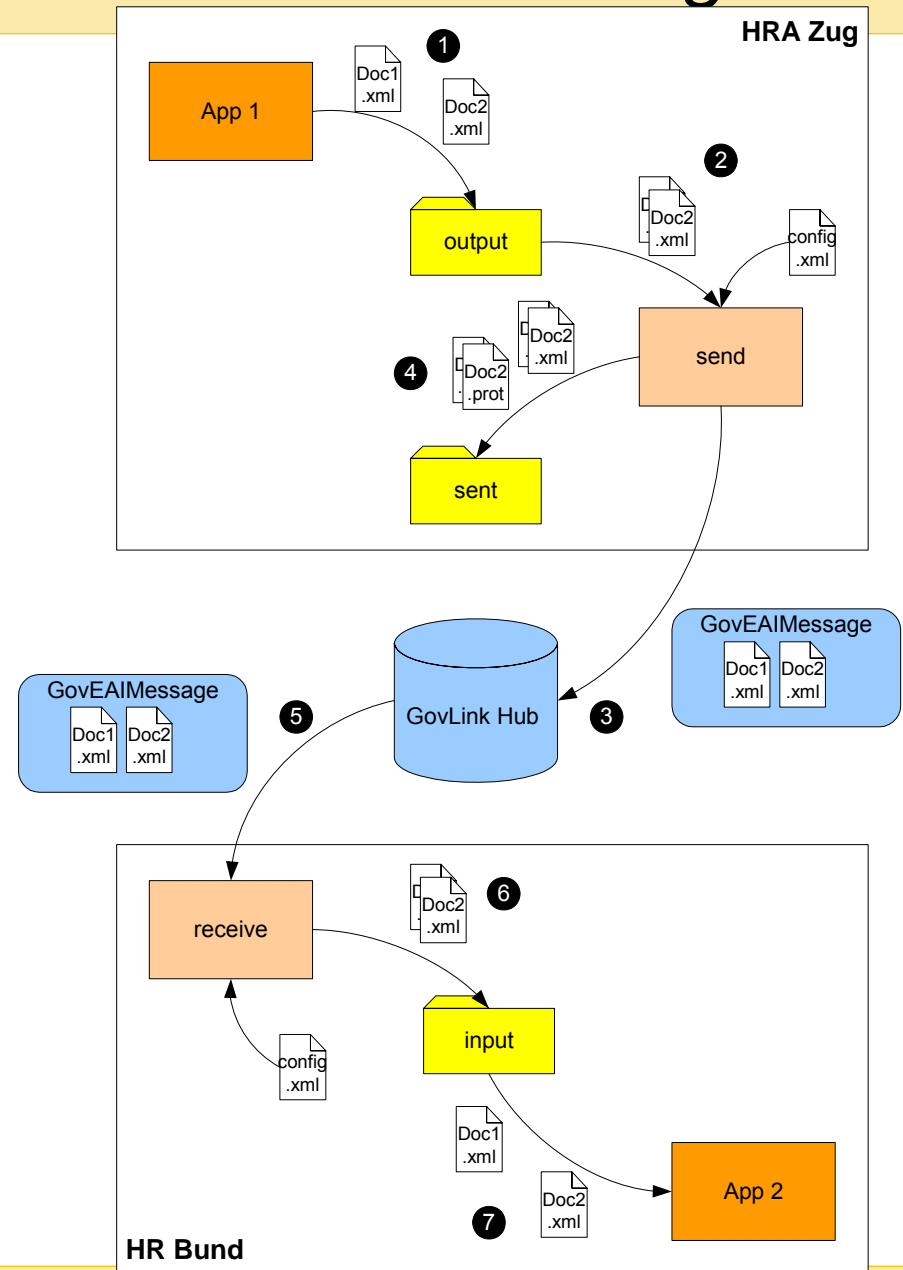 g
HRA Zug
1
Doc1
.xml
Doc2
.xml
App 1
2
Doc2
.xml
config
.xml
output
Doc2
.xml
4
Doc2
.prot
send
sent
GovEAIMessage
Doc1
.xml
Doc2
.xml
GovEAIMessage
Doc1
.xml
Doc2
.xml
5
GovLink Hub
3
6
Doc2
.xml
receive
input
config
.xml
Doc1
.xml
Doc2
.xml
App 2
7
HR Bund